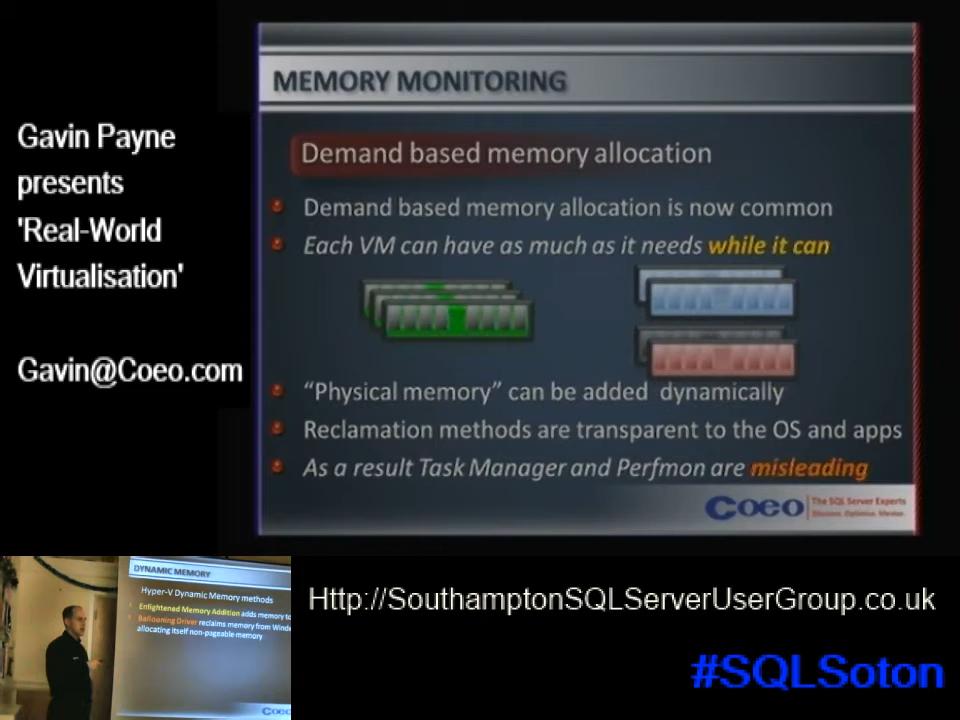 Gavin Payne
presents
'Real-World
Virtualisation'
Gavin@Coeo.com
MEMORY MONITORING
Demand based memory allocation
Demand based memory allocation is now common
Each VM can have as much as it needs while it can
“Physical memory” can be added dynamically
Reclamation methods are transparent to the OS and apps
As a result Task Manager and Perfmon are misleading
Coeo
The SQL Server Experts
DYNAMIC MEMORY
Hyper-V Dynamic Memory methods
Enlightened Memory Addition adds memory to
Ballooning Driver reclaims memory from Wind
allocating itself non-pageable memory
Coeo
Http://SouthamptonSQLServerUserGroup.co.uk
#SQLSoton